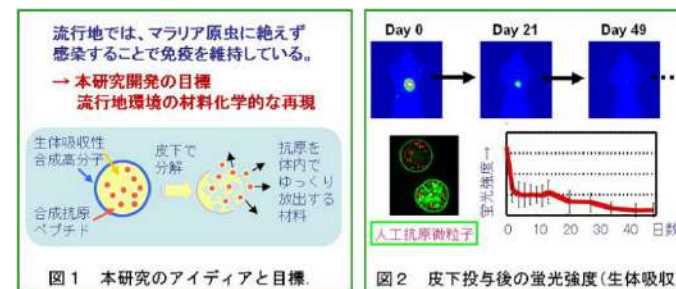 流行地では、マラリア原虫に絶えず
感染することで免疫を維持している。
→ 本研究開発の目標
流行地環境の材料化学的な再現
生体吸収性
合成高分子
皮下で
分解
抗原を
体内で
ゆっくり
放出する
材料
合成抗原
ペプチド
図1 本研究のアイディアと目標.
Day 0
Day 21
Day 49
人工抗原微粒子
蛍光強度→
0 10 20 30 40 日数
図2 皮下投与後の蛍光強度(生体吸収